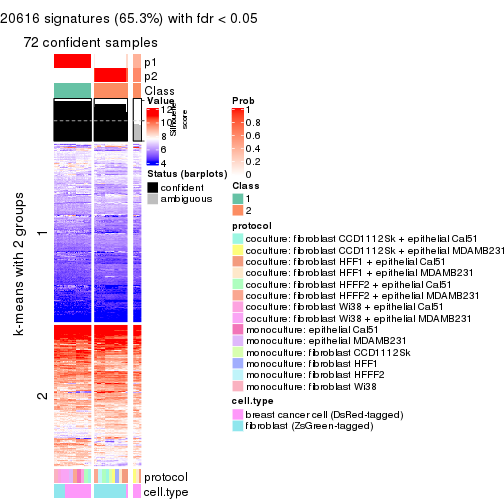 20616 signatures (65.3%) with fdr < 0.05
72 confident samples
p1
p2
Class
Silhouette
score
k-means with 2 groups
1
2
protocol
cell.type
Value
12
10
8
6
4
Status (barplots)
confident
ambiguous
Prob
1
0.8
0.6
0.4
0.2
0
Class
1
2
protocol
coculture: fibroblast CCD1112Sk + epithelial Cal51
coculture: fibroblast CCD1112Sk + epithelial MDAMB231
coculture: fibroblast HFF1 + epithelial Cal51
coculture: fibroblast HFF1 + epithelial MDAMB231
coculture: fibroblast HFFF2 + epithelial Cal51
coculture: fibroblast HFFF2 + epithelial MDAMB231
coculture: fibroblast Wi38 + epithelial Cal51
coculture: fibroblast Wi38 + epithelial MDAMB231
monoculture: epithelial Cal51
monoculture: epithelial MDAMB231
monoculture: fibroblast CCD1112Sk
monoculture: fibroblast HFF1
monoculture: fibroblast HFFF2
monoculture: fibroblast Wi38
cell.type
breast cancer cell (DsRed-tagged)
fibroblast (ZsGreen-tagged)